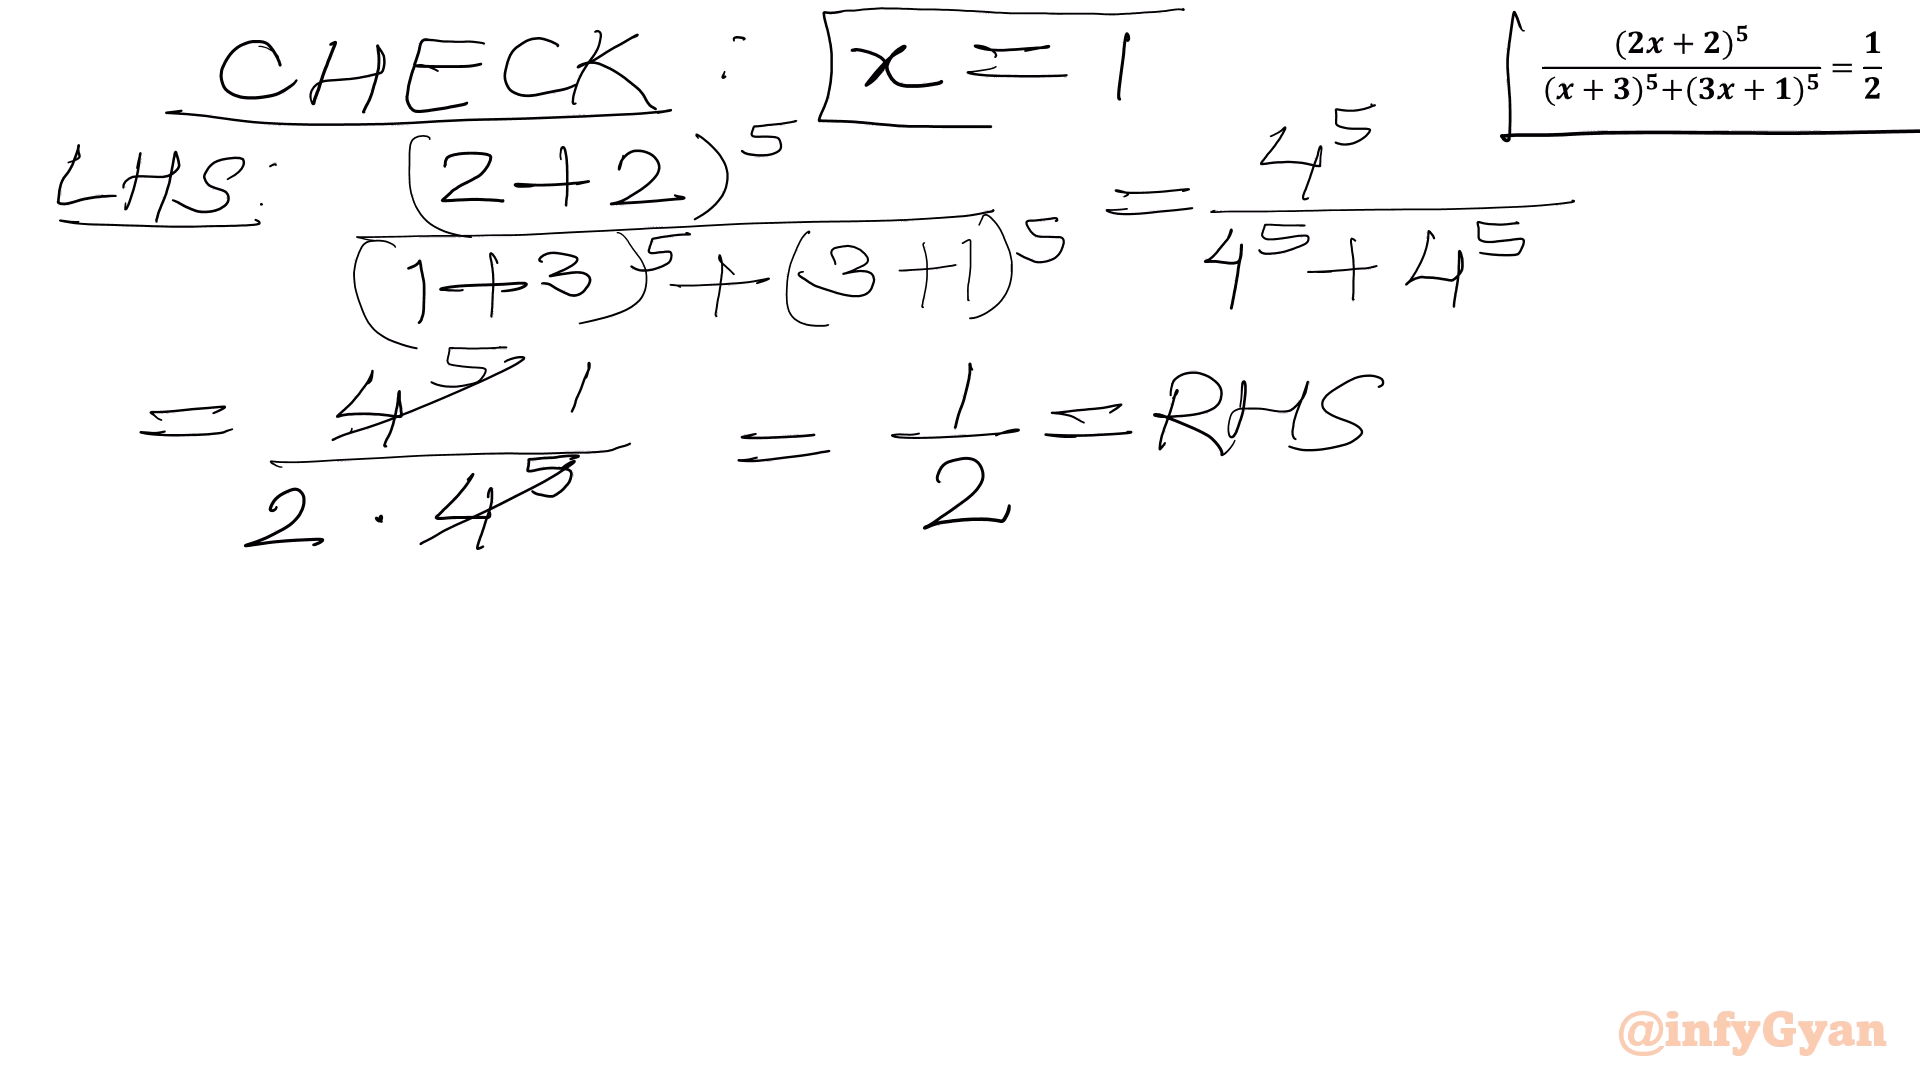 CHECK : x = 1
(2x + 2)^5 / ((x + 3)^5+(3x + 1)^5) = 1/2
LHS: (2+2)^5 / ((1+3)^5 + (3+1)^5) = 4^5 / (4^5 + 4^5)
= 4^5 1 / (2 · 4^5) = 1/2 = RHS
@infyGyan